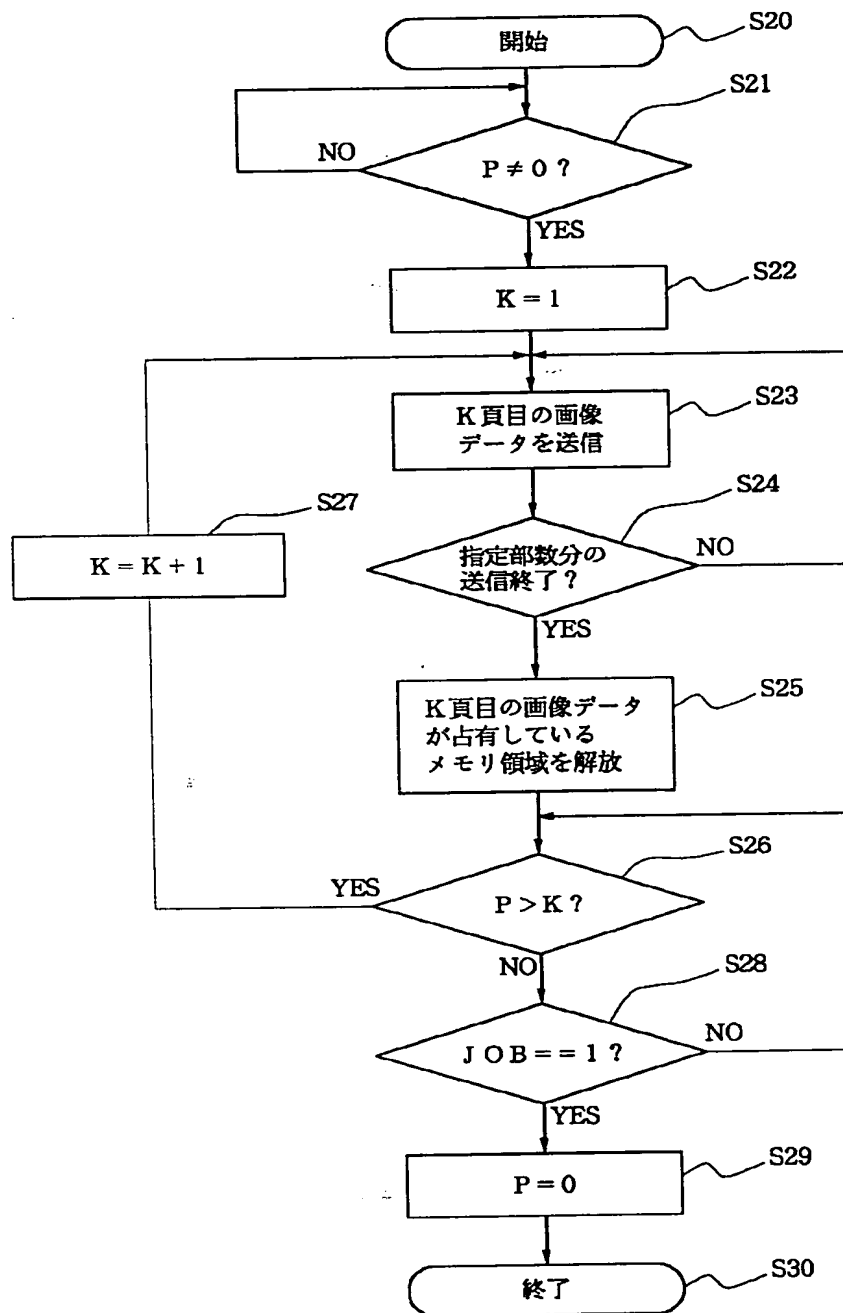 開始
S20
S21
NO
P≠0？
YES
S22
K＝1
S23
K頁目の画像
データを送信
S24
S27
指定部数分の
送信終了？
NO
K＝K＋1
YES
S25
K頁目の画像データ
が占有している
メモリ領域を解放
S26
YES
P＞K？
NO
S28
JOB＝＝1？
NO
YES
S29
P＝0
S30
終了